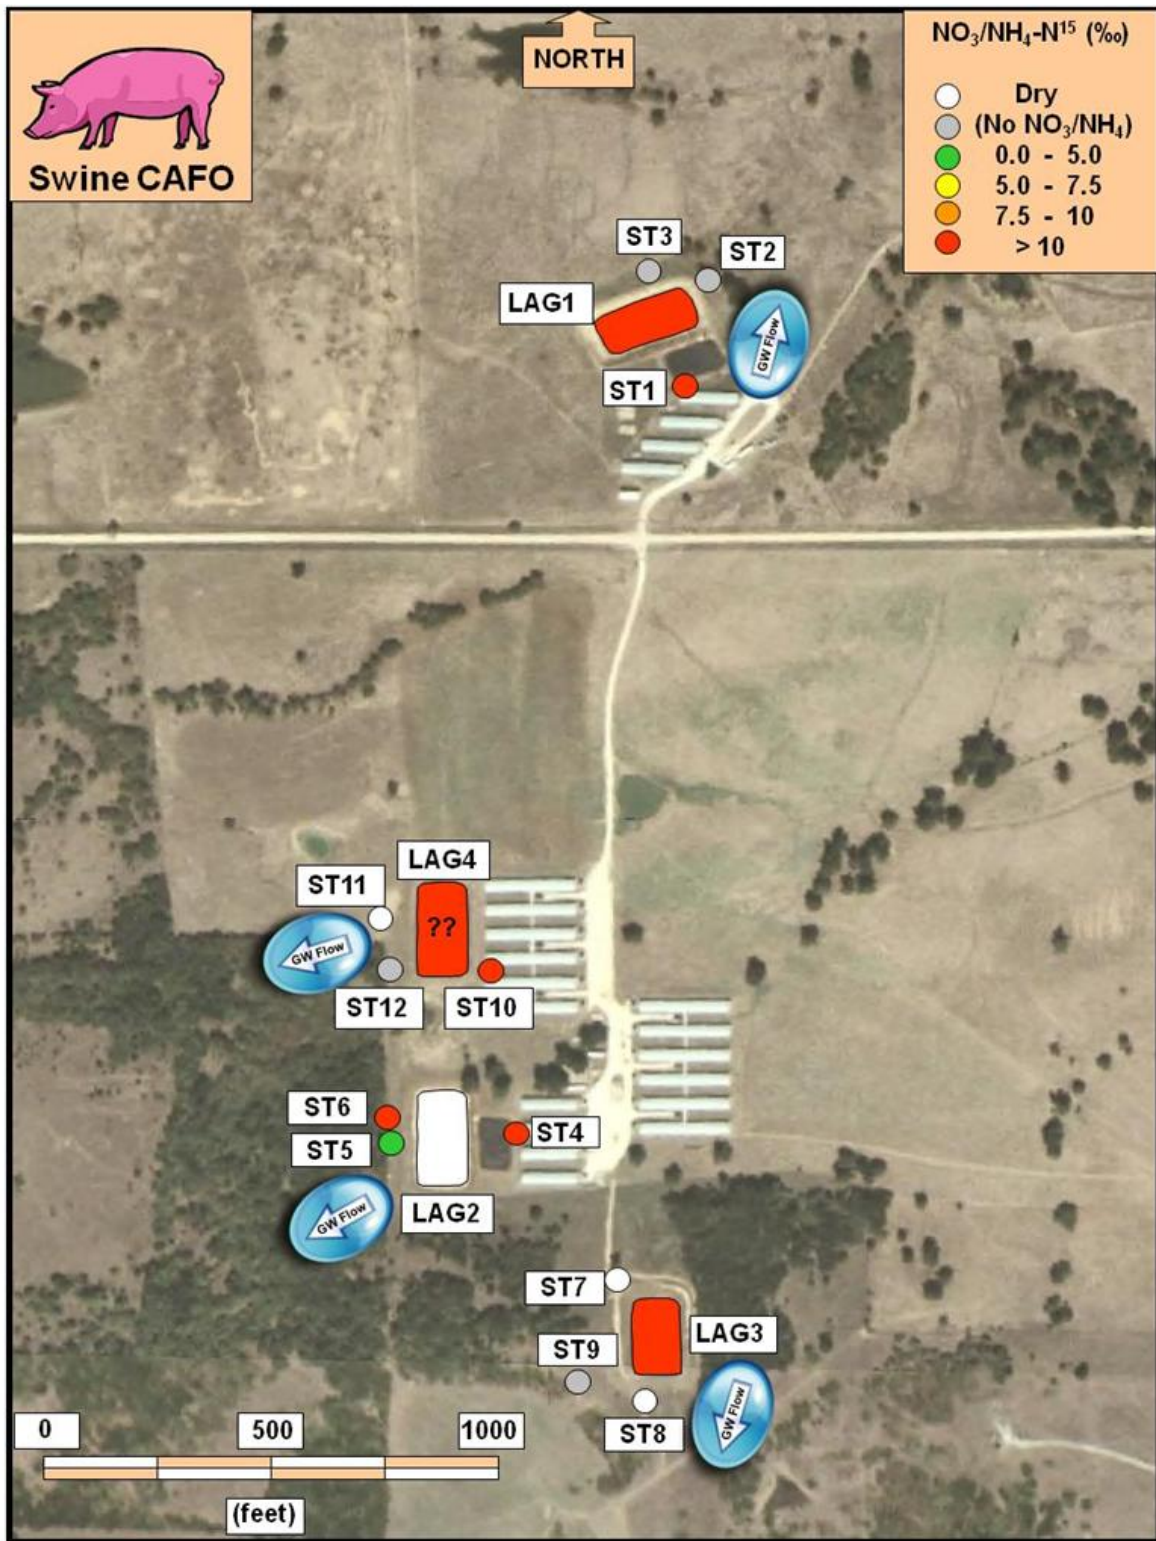 NORTH
Swine CAFO
NO₃/NH₄-N¹⁵ (‰)
Dry
(No NO₃/NH₄)
0.0 - 5.0
5.0 - 7.5
7.5 - 10
> 10
ST3
ST2
LAG1
GW Flow
ST1
LAG4
ST11
??
GW Flow
ST12
ST10
ST6
ST4
ST5
LAG2
GW Flow
ST7
LAG3
ST9
GW Flow
ST8
0 500 1000
(feet)